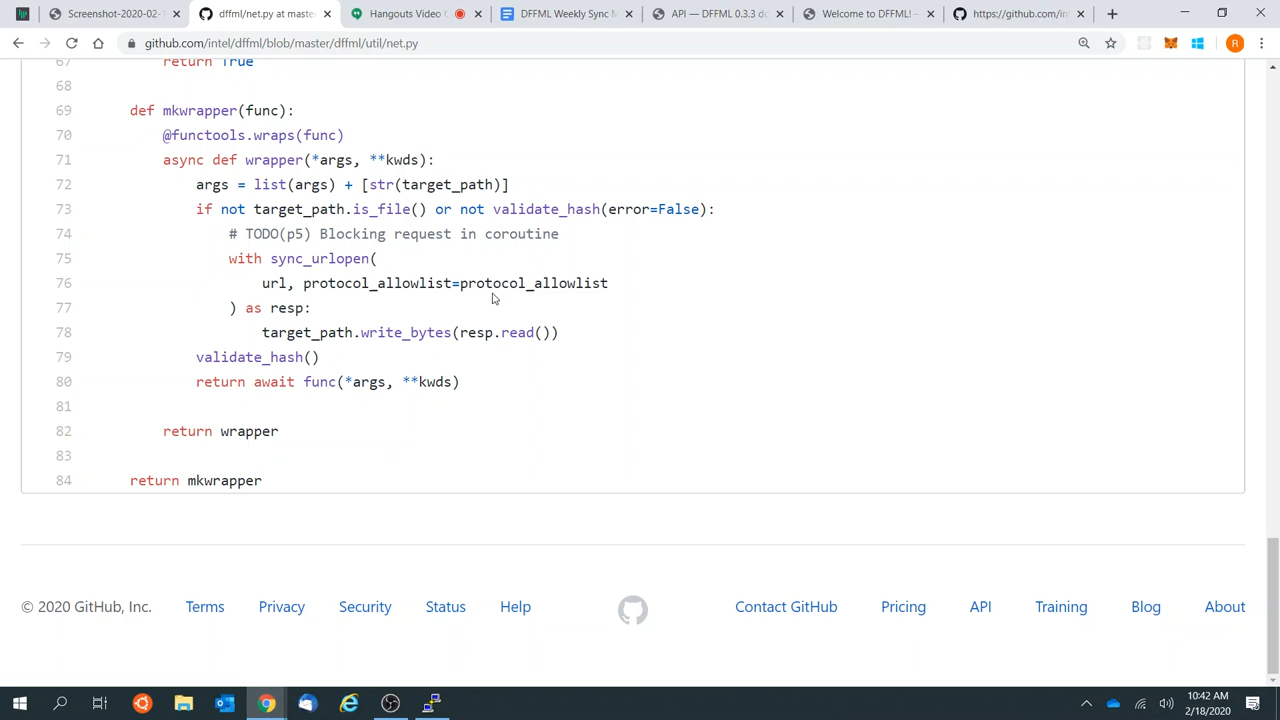 Screenshot-2020-02-1
dffml/net.py at maste
Hangouts Video C
DFFML Weekly Sync M
API — DFFML 0.3.3 do
Welcome to DFFML! –
https://github.com/int
github.com/intel/dffml/blob/master/dffml/util/net.py
R
67 return True
68
69 def mkwrapper(func):
70 @functools.wraps(func)
71 async def wrapper(*args, **kwds):
72 args = list(args) + [str(target_path)]
73 if not target_path.is_file() or not validate_hash(error=False):
74 # TODO(p5) Blocking request in coroutine
75 with sync_urlopen(
76 url, protocol_allowlist=protocol_allowlist
77 ) as resp:
78 target_path.write_bytes(resp.read())
79 validate_hash()
80 return await func(*args, **kwds)
81
82 return wrapper
83
84 return mkwrapper
© 2020 GitHub, Inc. Terms Privacy Security Status Help Contact GitHub Pricing API Training Blog About
10:42 AM
2/18/2020